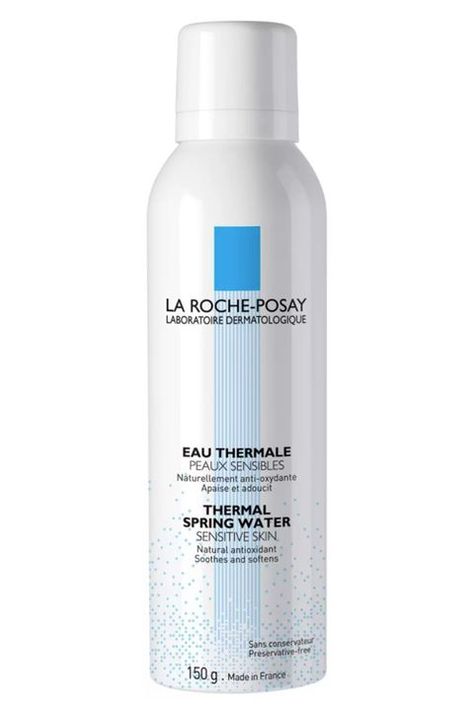 LA ROCHE-POSAY
LABORATOIRE DERMATOLOGIQUE
EAU THERMALE
PEAUX SENSIBLES
Naturellement anti-oxydante
Apaise et adoucit
THERMAL
SPRING WATER
SENSITIVE SKIN
Natural antioxidant
Soothes and softens
Sans conservateur
Preservative-free
150 g. Made in France